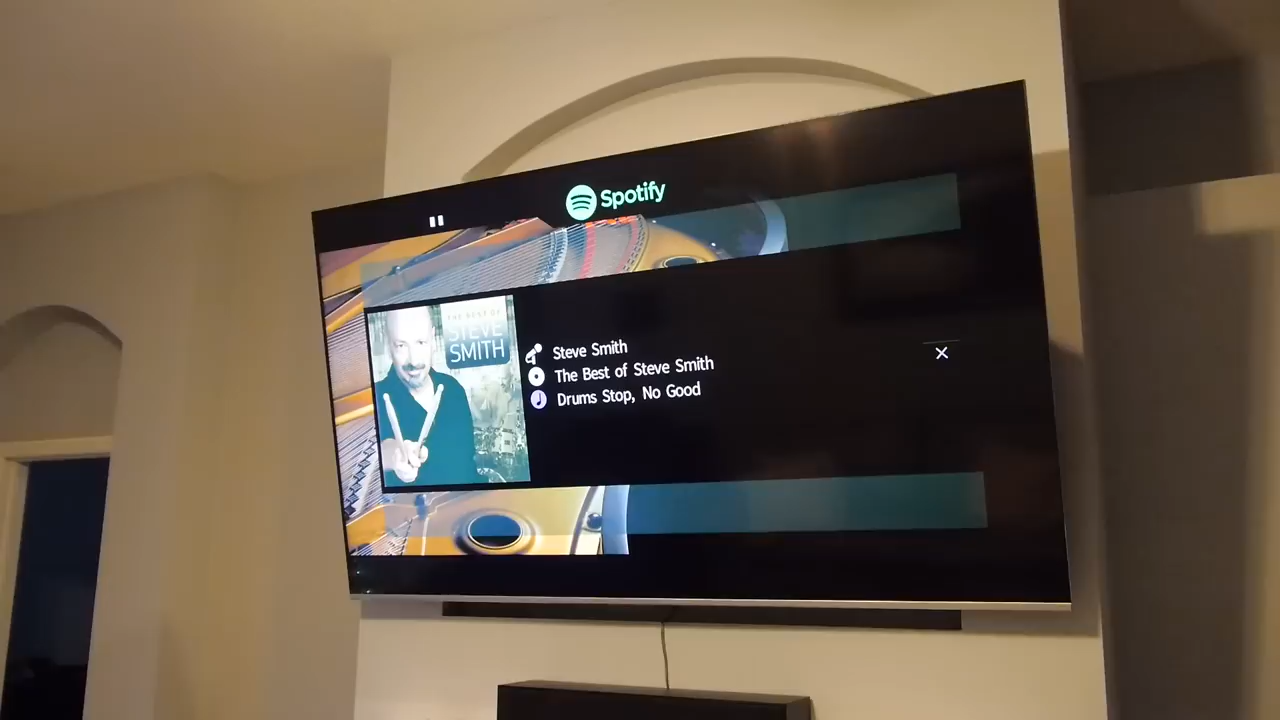 Spotify
THE BEST OF
STEVE
SMITH
Steve Smith
The Best of Steve Smith
Drums Stop, No Good